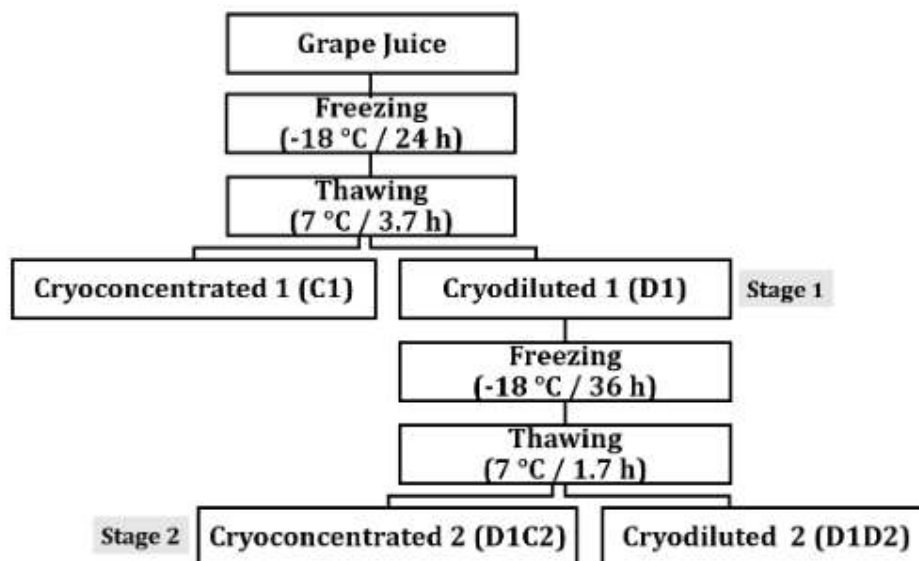 Grape Juice
Freezing
(-18 °C / 24 h)
Thawing
(7 °C / 3.7 h)
Cryoconcentrated 1 (C1)
Cryodiluted 1 (D1)
Stage 1
Freezing
(-18 °C / 36 h)
Thawing
(7 °C / 1.7 h)
Stage 2
Cryoconcentrated 2 (D1C2)
Cryodiluted 2 (D1D2)